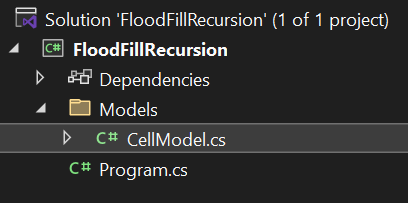 Solution 'FloodFillRecursion' (1 of 1 project)
C# FloodFillRecursion
Dependencies
Models
C# CellModel.cs
C# Program.cs